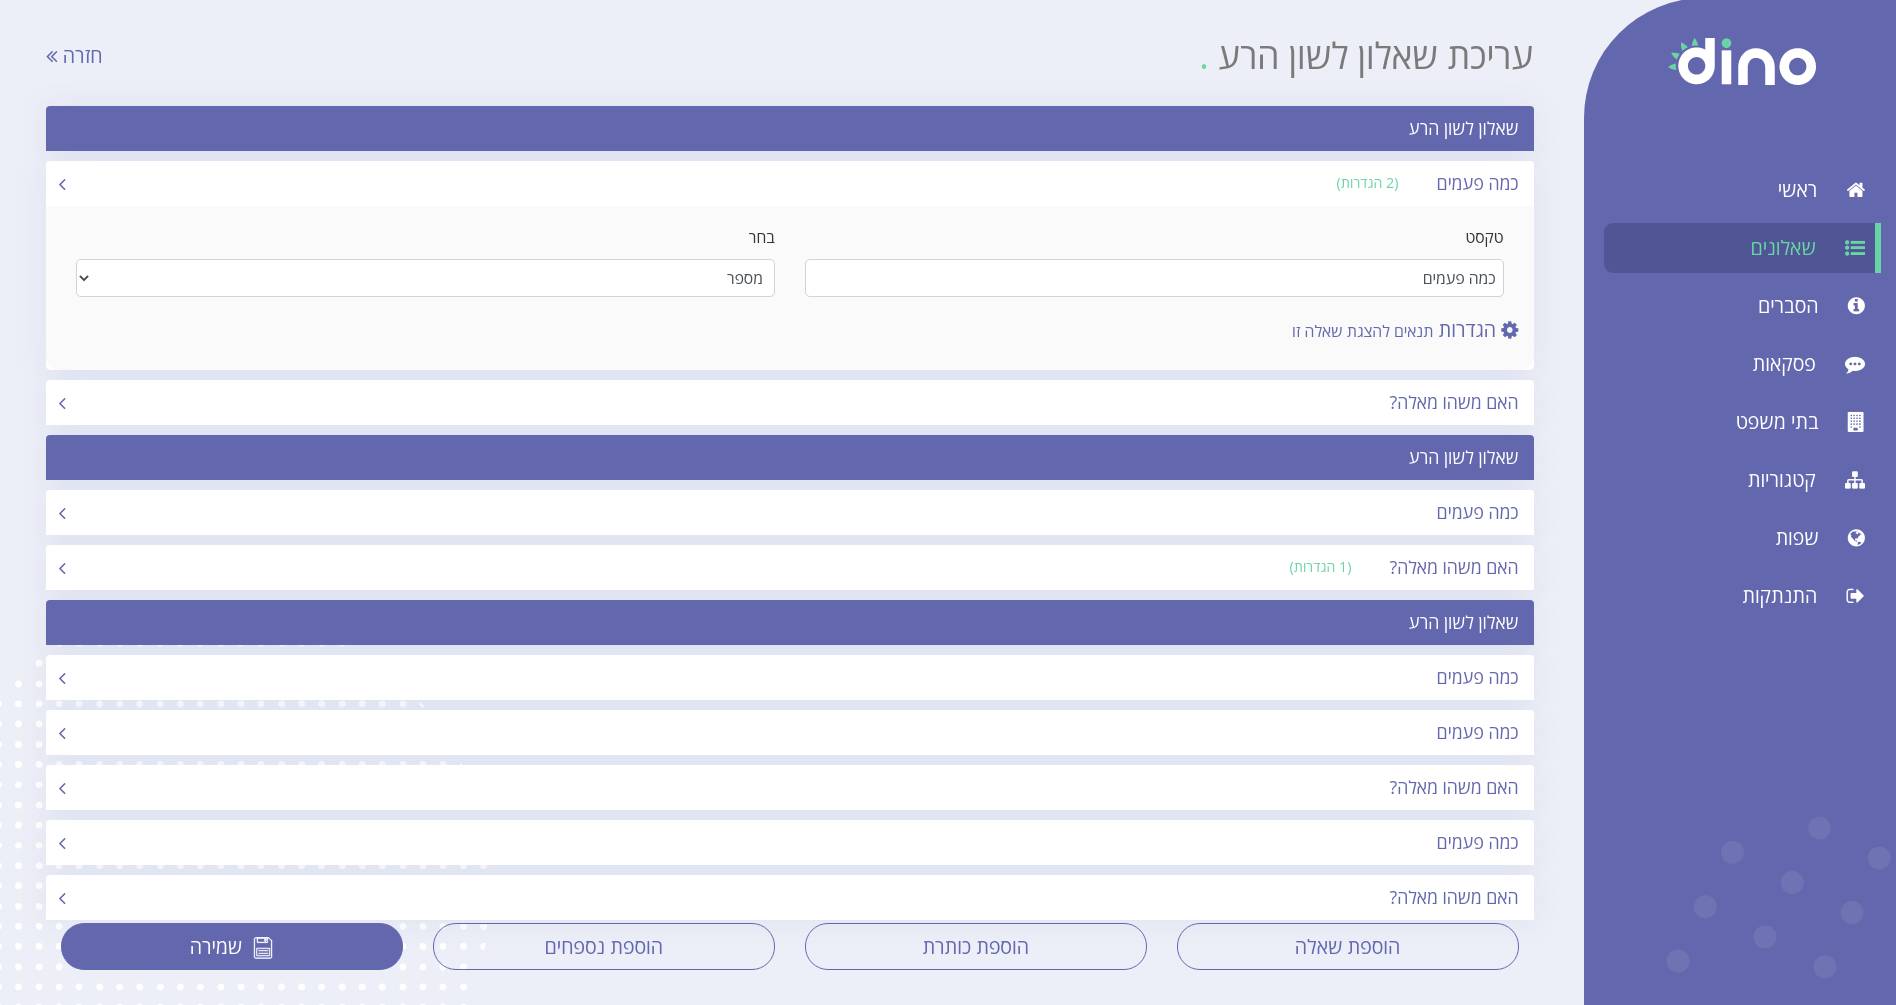 dino
ראשי
שאלונים
הסברים
פסקאות
בתי משפט
קטגוריות
שפות
התנתקות
עריכת שאלון לשון הרע .
חזרה »
שאלון לשון הרע
כמה פעמים (2 הגדרות)
טקסט בחר
כמה פעמים מספר
הגדרות תנאים להצגת שאלה זו
האם משהו מאלה?
שאלון לשון הרע
כמה פעמים
האם משהו מאלה? (1 הגדרות)
שאלון לשון הרע
כמה פעמים
כמה פעמים
האם משהו מאלה?
כמה פעמים
האם משהו מאלה?
הוספת שאלה הוספת כותרת הוספת נספחים שמירה